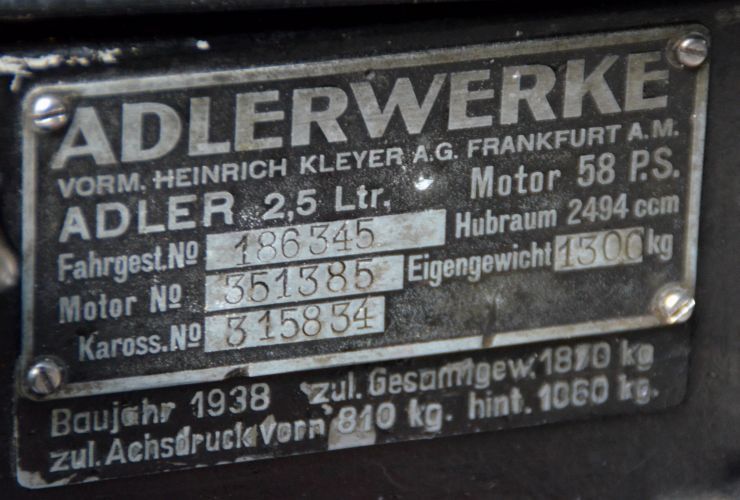 ADLERWERKE
VORM. HEINRICH KLEYER A.G. FRANKFURT A.M.
ADLER 2,5 Ltr. Motor 58 P.S.
Fahrgest.No 186345 Hubraum 2494 ccm
Motor No 351385 Eigengewicht 1300 kg
Kaross.No 315834
Baujahr 1938 zul. Gesamtgew. 1870 kg
zul. Achsdruck Vorn 810 kg. hint. 1060 kg.